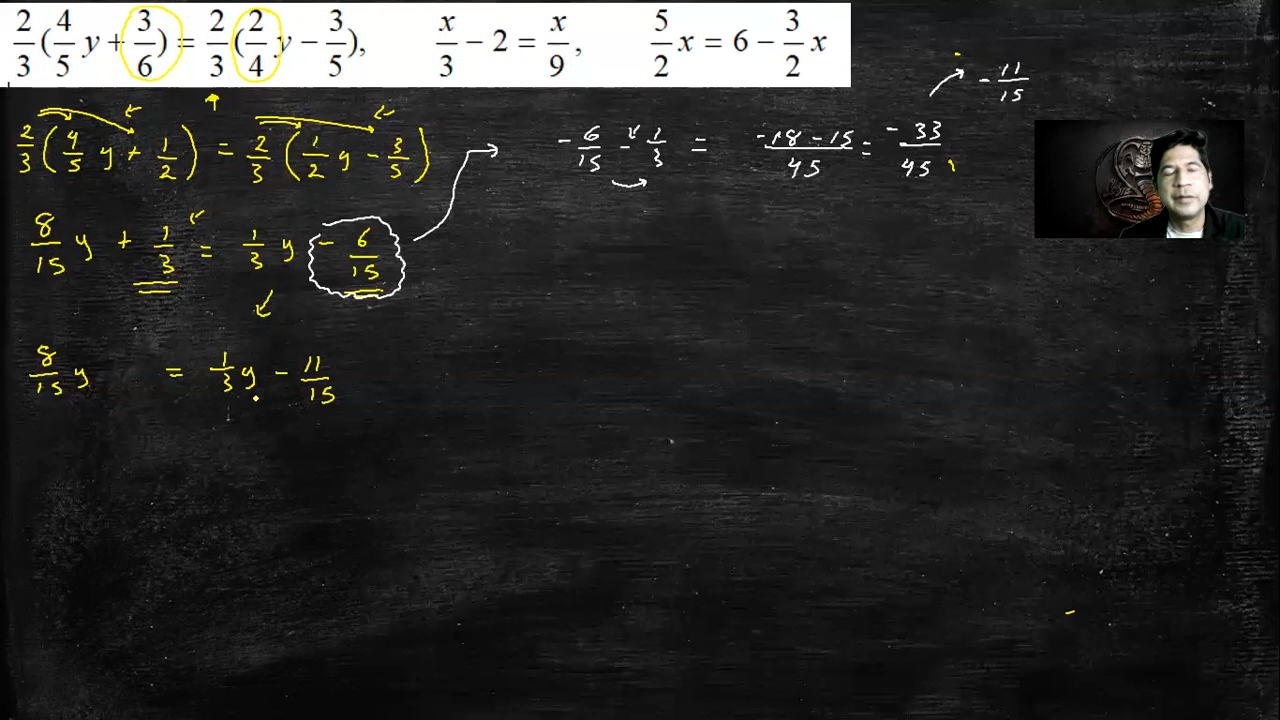 2/3(4/5 y + 3/6) = 2/3(2/4 y − 3/5),   x/3 − 2 = x/9,   5/2 x = 6 − 3/2 x
− 11/15
2/3 (4/5 y + 1/2) = 2/3 (1/2 y − 3/5)
− 6/15 − 1/3 = (−18 − 15)/45 = − 33/45
8/15 y + 1/3 = 1/3 y − 6/15
8/15 y = 1/3 y − 11/15